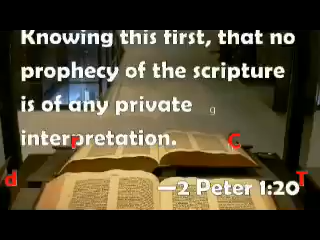 Knowing this first, that no
prophecy of the scripture
is of any private
g
interpretation.
r
C
d
—2 Peter 1:20
T